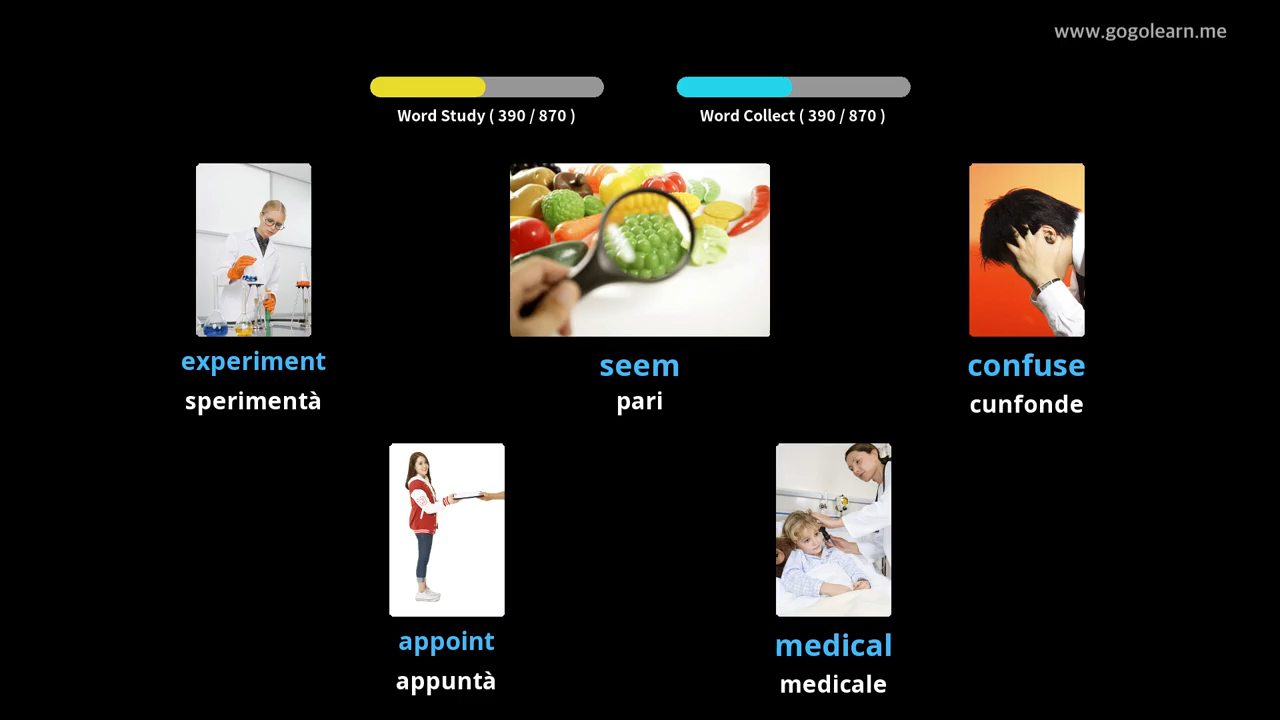 www.gogolearn.me
Word Study ( 390 / 870 )
Word Collect ( 390 / 870 )
experiment
sperimentà
seem
pari
confuse
cunfonde
appoint
appuntà
medical
medicale